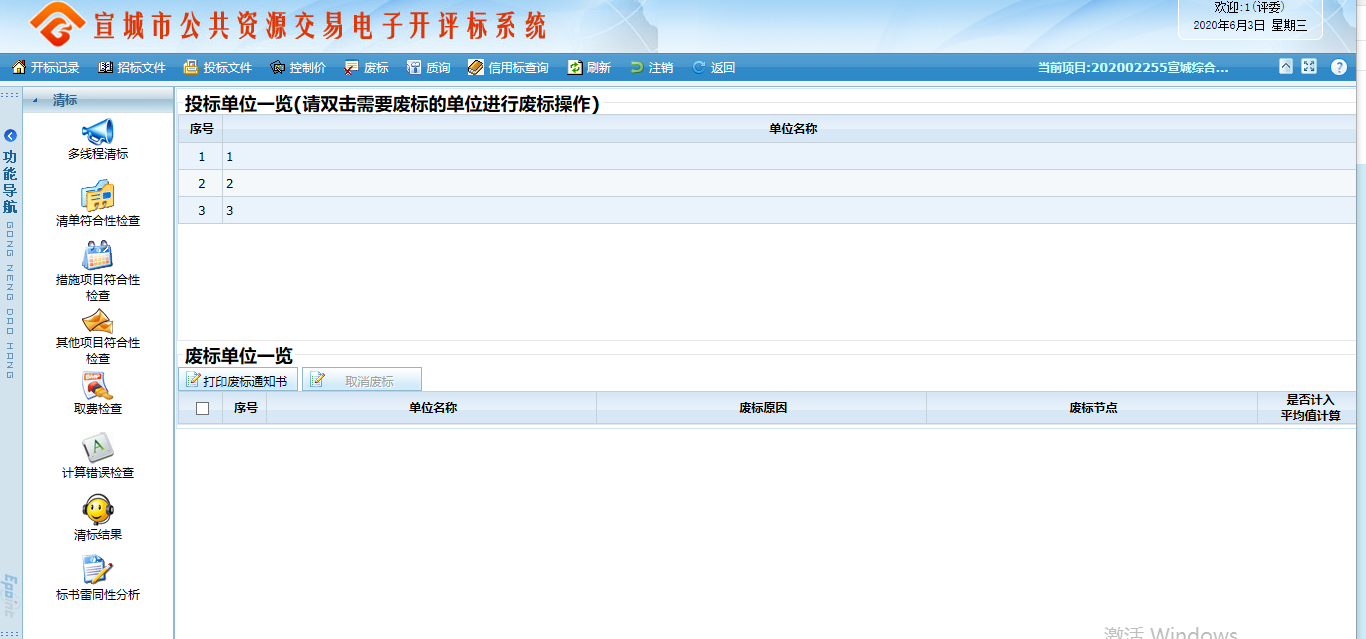 宣城市公共资源交易电子开评标系统
欢迎:1(评委)
2020年6月3日 星期三
开标记录 招标文件 投标文件 控制价 废标 质询 信用标查询 刷新 注销 返回 当前项目:202002255宣城综合...
功能导航
GONG NENG DAO HANG
Epoint
清标
多线程清标
清单符合性检查
措施项目符合性
检查
其他项目符合性
检查
取费检查
计算错误检查
清标结果
标书雷同性分析
投标单位一览(请双击需要废标的单位进行废标操作)
序号 单位名称
1 1
2 2
3 3
废标单位一览
打印废标通知书 取消废标
序号 单位名称 废标原因 废标节点 是否计入
平均值计算
激活 Windows